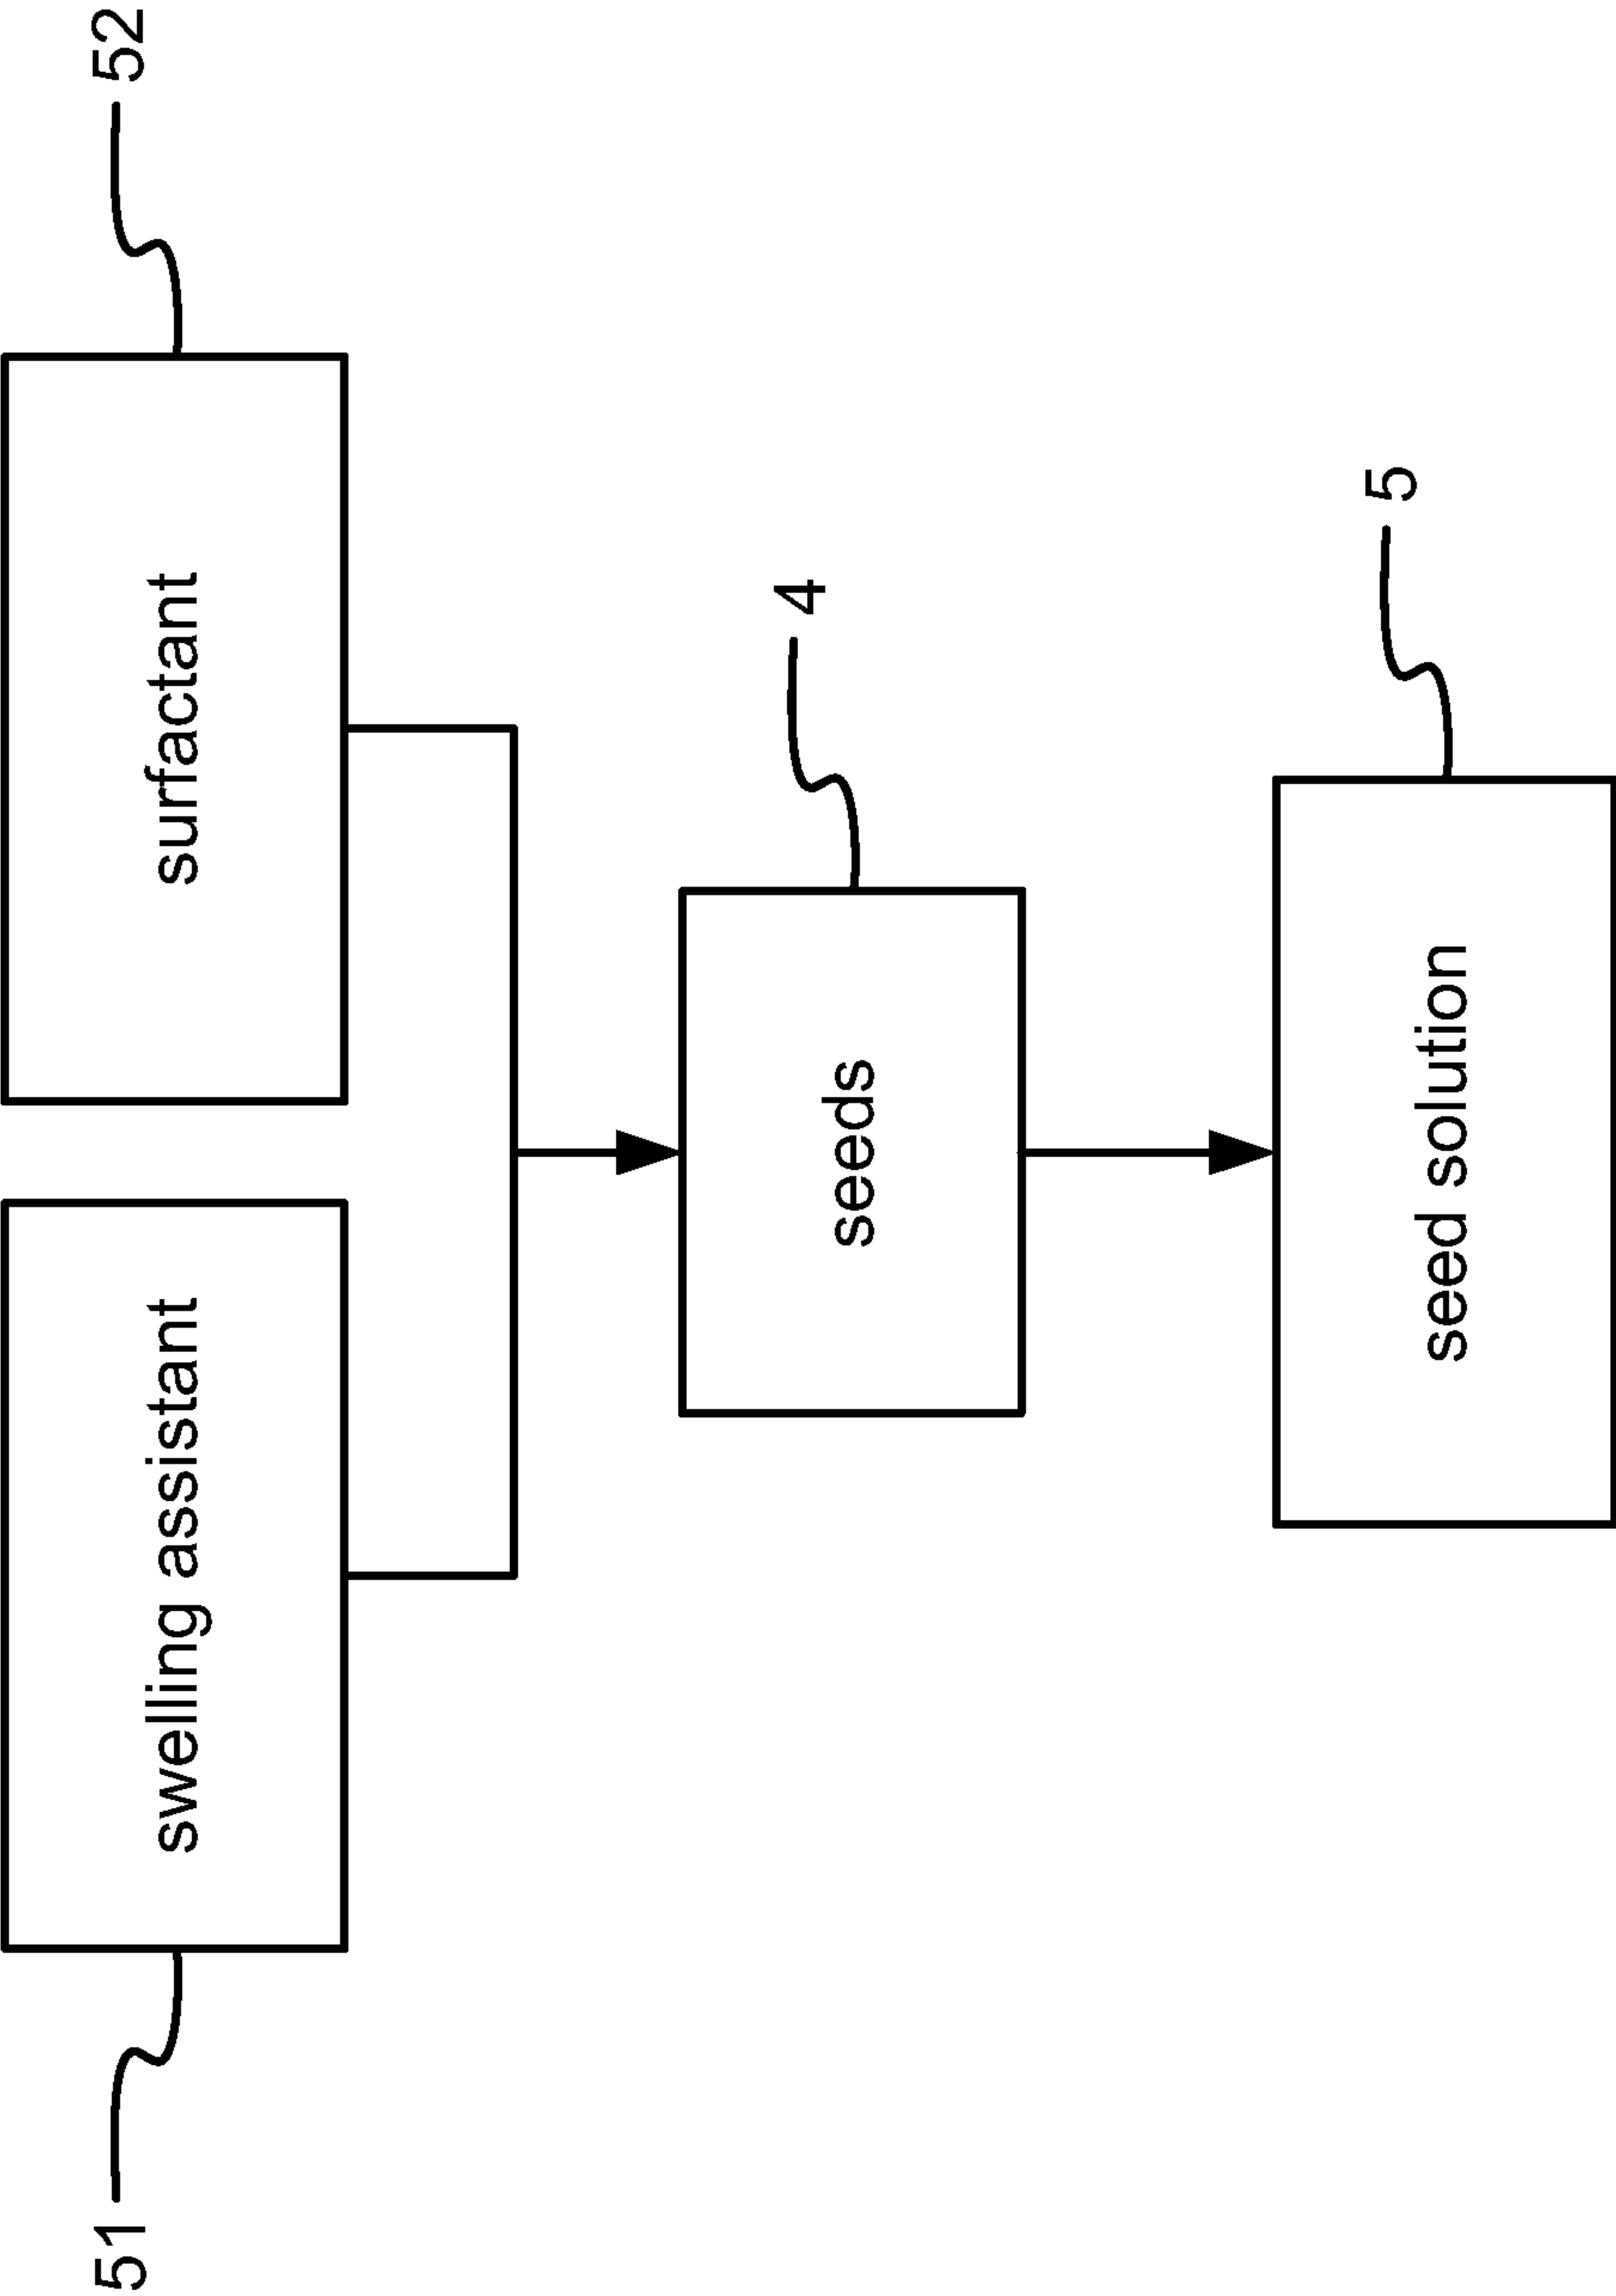 51
swelling assistant
surfactant
52
seeds
4
seed solution
5